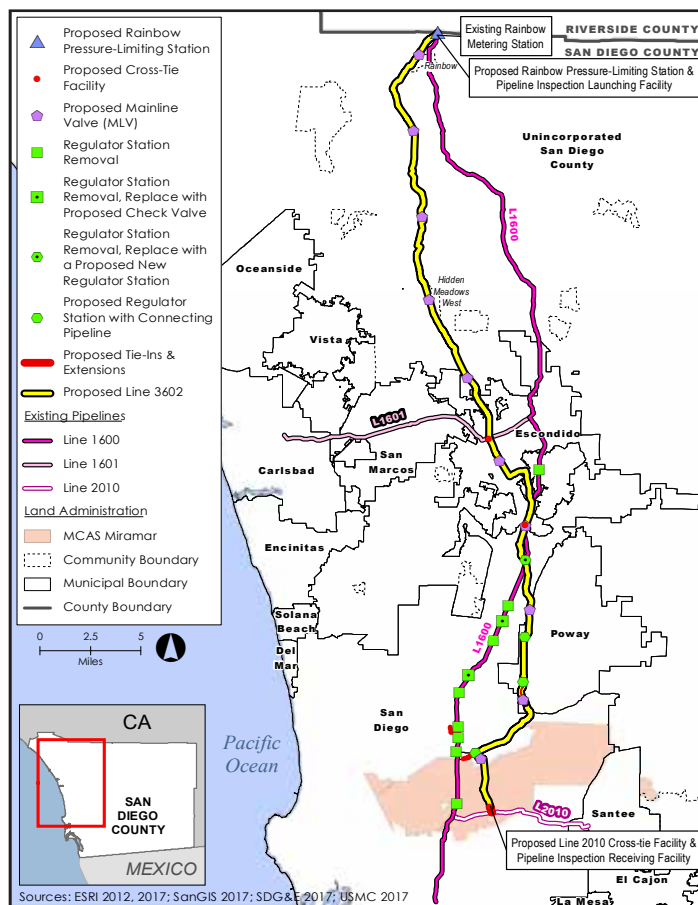 Proposed Rainbow
Pressure-Limiting Station
Proposed Cross-Tie
Facility
Proposed Mainline
Valve (MLV)
Regulator Station
Removal
Regulator Station
Removal, Replace with
Proposed Check Valve
Regulator Station
Removal, Replace with
a Proposed New
Regulator Station
Proposed Regulator
Station with Connecting
Pipeline
Proposed Tie-Ins &
Extensions
Proposed Line 3602
Existing Pipelines
Line 1600
Line 1601
Line 2010
Land Administration
MCAS Miramar
Community Boundary
Municipal Boundary
County Boundary
0 2.5 5
Miles
CA
SAN
DIEGO
COUNTY
MEXICO
Sources: ESRI 2012, 2017; SanGIS 2017; SDG&E 2017; USMC 2017
Existing Rainbow
Metering Station
RIVERSIDE COUNTY
SAN DIEGO COUNTY
Rainbow
Proposed Rainbow Pressure-Limiting Station &
Pipeline Inspection Launching Facility
Unincorporated
San Diego
County
L1600
Oceanside
Hidden
Meadows
West
Vista
L1601
Escondido
San
Marcos
Carlsbad
Encinitas
Solana
Beach
Del
Mar
L1600
Poway
San
Diego
Pacific
Ocean
L2010
Santee
Proposed Line 2010 Cross-tie Facility &
Pipeline Inspection Receiving Facility
El Cajon
La Mesa